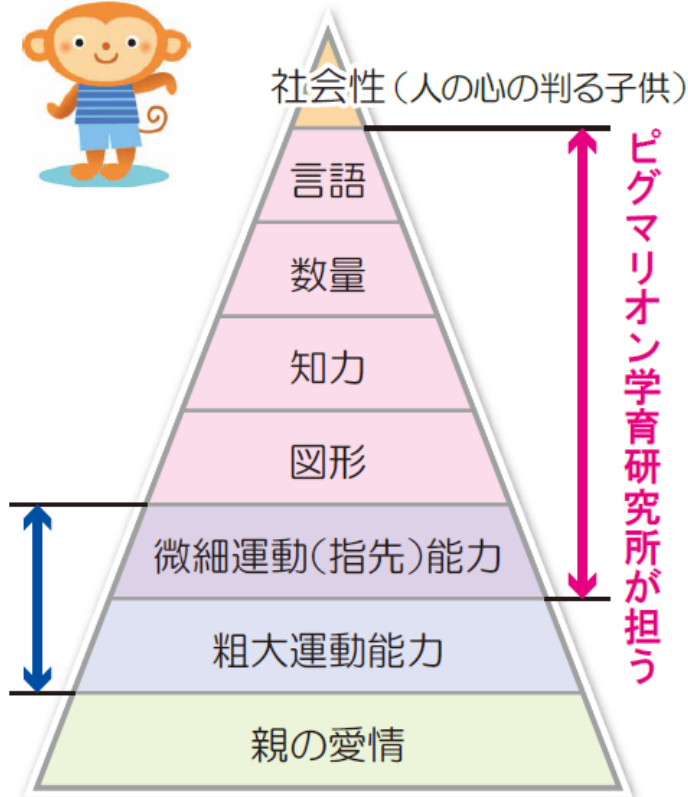 社会性（人の心の判る子供）
言語
数量
知力
図形
微細運動（指先）能力
粗大運動能力
親の愛情
ピグマリオン学育研究所が担う